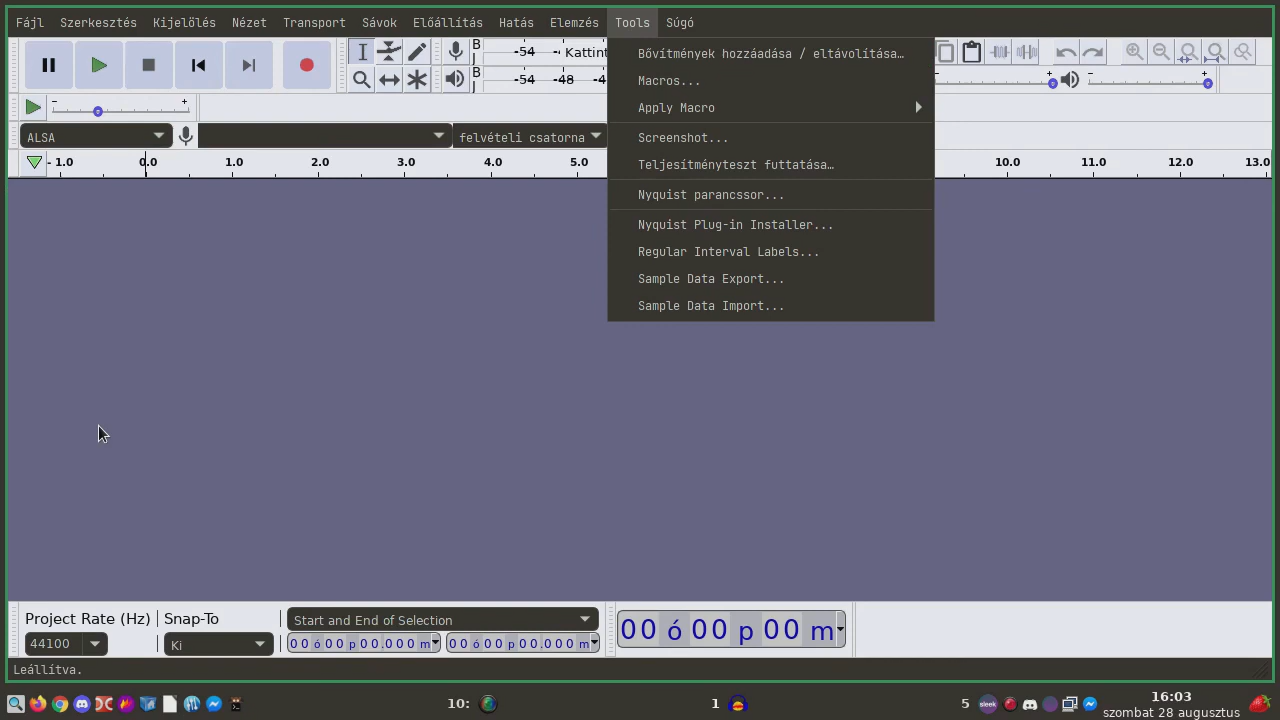 Fájl Szerkesztés Kijelölés Nézet Transport Sávok Előállítás Hatás Elemzés Tools Súgó
B -54 Kattint
J -54 -48 -4
Bővítmények hozzáadása / eltávolítása…
Macros...
Apply Macro
Screenshot...
Teljesítményteszt futtatása…
Nyquist parancssor...
Nyquist Plug-in Installer...
Regular Interval Labels...
Sample Data Export...
Sample Data Import...
ALSA felvételi csatorna
- 1.0 0.0 1.0 2.0 3.0 4.0 5.0 10.0 11.0 12.0 13.0
Project Rate (Hz) Snap-To Start and End of Selection
44100 Ki 00 ó 00 p 00.000 m 00 ó 00 p 00.000 m
00 ó 00 p 00 m
Leállítva.
10: 1 5 sleek 16:03
szombat 28 augusztus